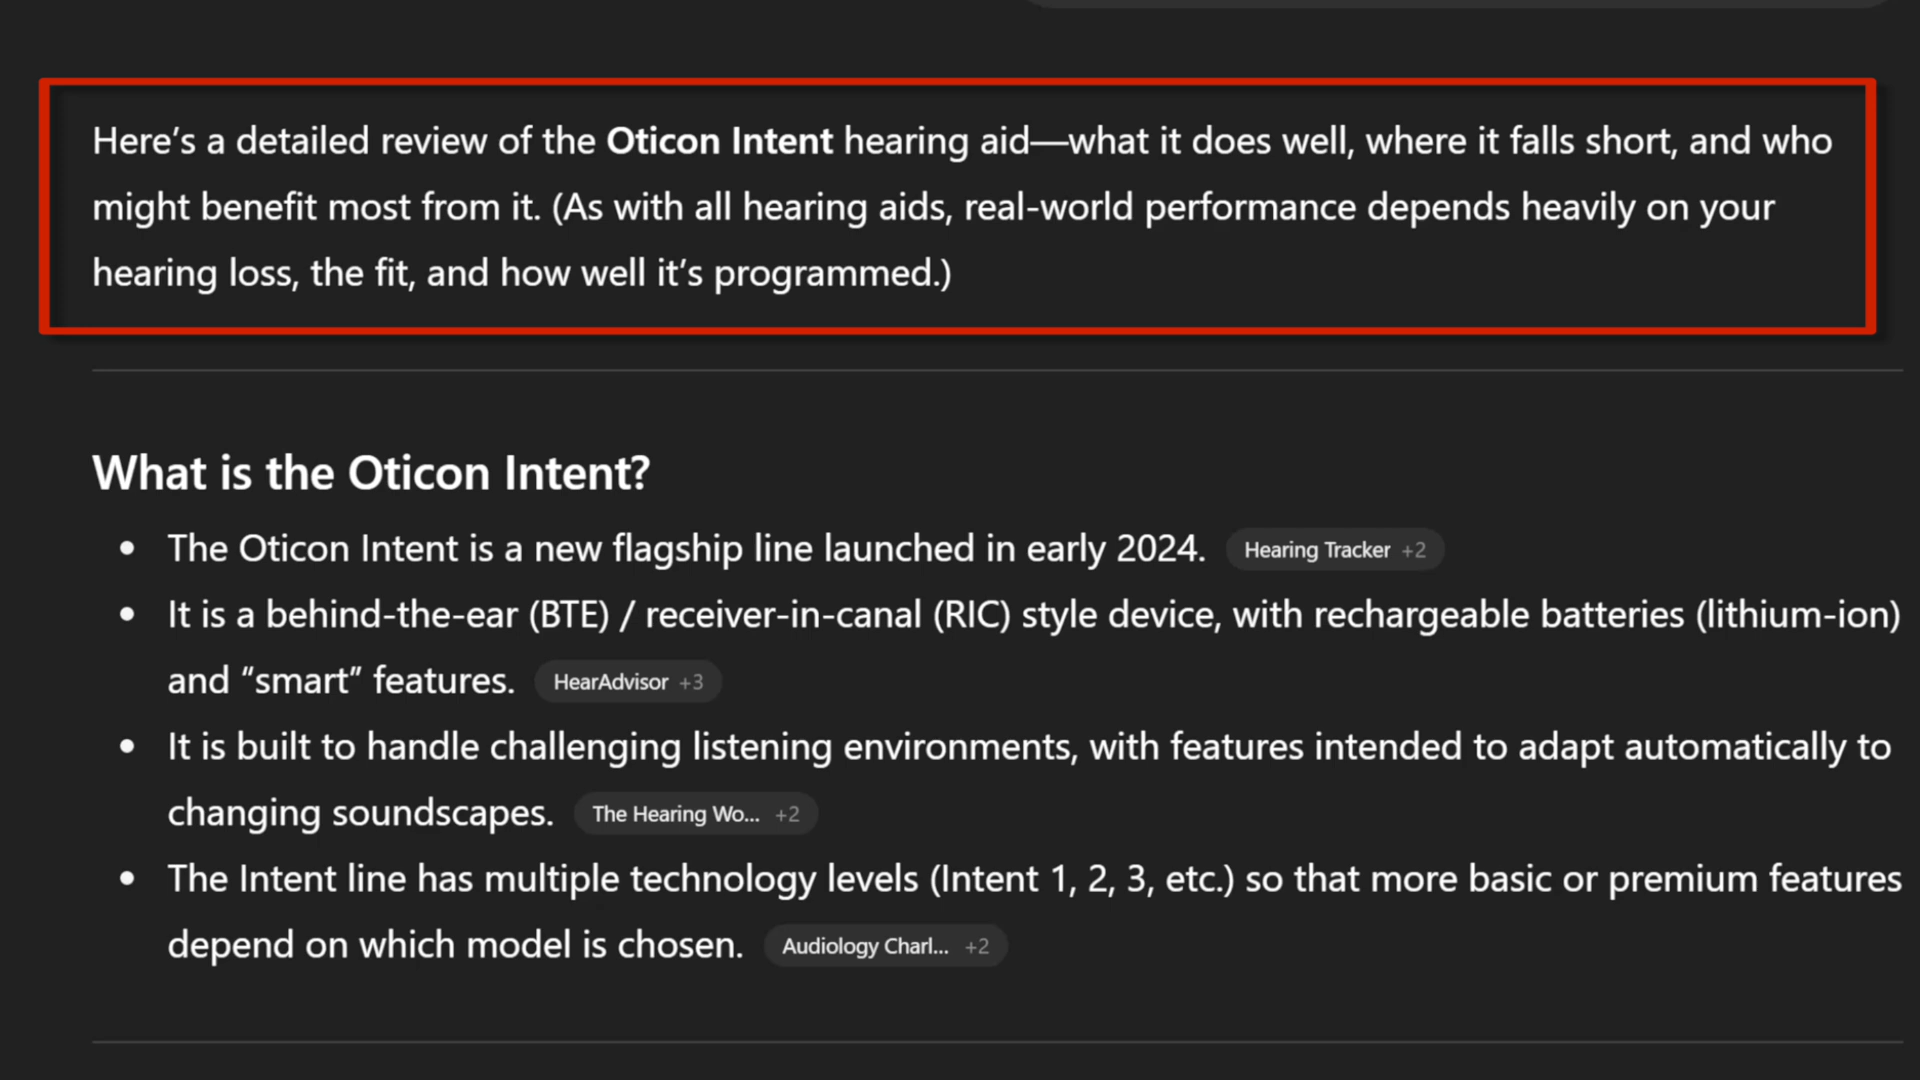 Here’s a detailed review of the Oticon Intent hearing aid—what it does well, where it falls short, and who
might benefit most from it. (As with all hearing aids, real-world performance depends heavily on your
hearing loss, the fit, and how well it’s programmed.)
What is the Oticon Intent?
• The Oticon Intent is a new flagship line launched in early 2024. Hearing Tracker +2
• It is a behind-the-ear (BTE) / receiver-in-canal (RIC) style device, with rechargeable batteries (lithium-ion)
and “smart” features. HearAdvisor +3
• It is built to handle challenging listening environments, with features intended to adapt automatically to
changing soundscapes. The Hearing Wo... +2
• The Intent line has multiple technology levels (Intent 1, 2, 3, etc.) so that more basic or premium features
depend on which model is chosen. Audiology Charl... +2